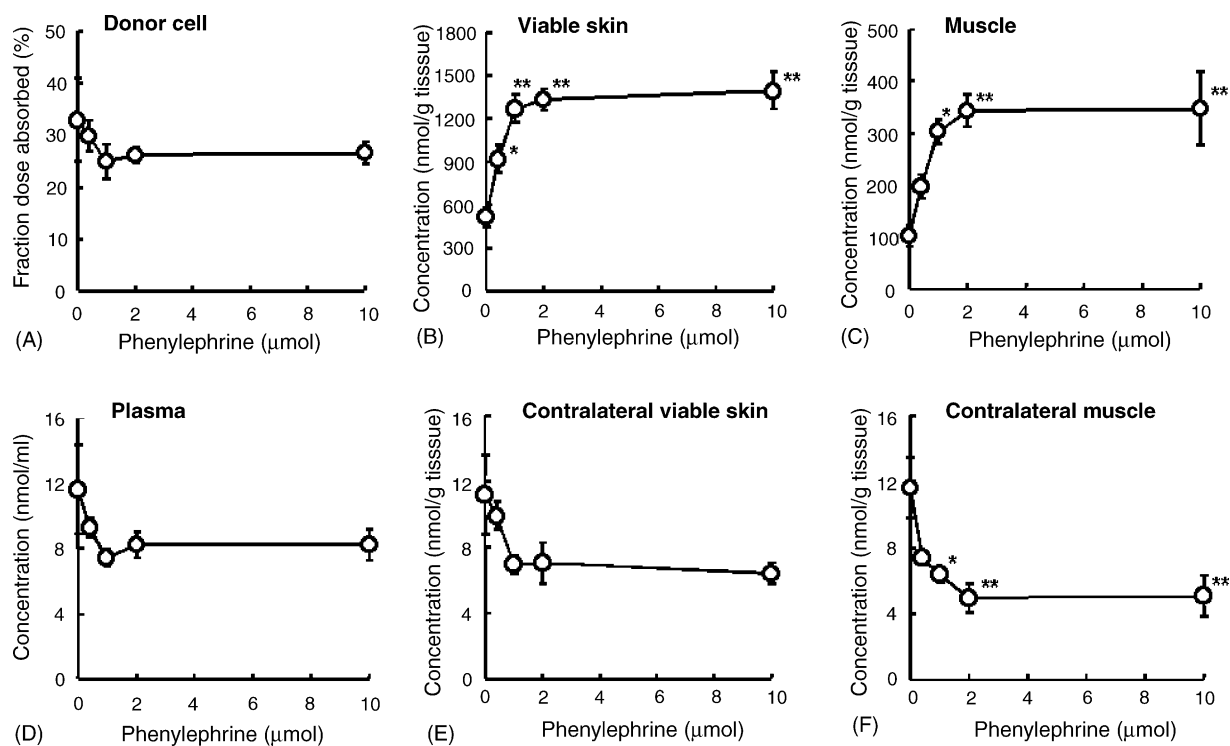 Donor cell
Fraction dose absorbed (%)
50
40
30
20
10
0
0 2 4 6 8 10
(A)
Phenylephrine (μmol)
Viable skin
Concentration (nmol/g tisssue)
1800
1500
1200
900
600
300
0
*
**
**
**
0 2 4 6 8 10
(B)
Phenylephrine (μmol)
Muscle
Concentration (nmol/g tisssue)
500
400
300
200
100
0
*
**
**
0 2 4 6 8 10
(C)
Phenylephrine (μmol)
Plasma
Concentration (nmol/ml)
16
12
8
4
0
0 2 4 6 8 10
(D)
Phenylephrine (μmol)
Contralateral viable skin
Concentration (nmol/g tisssue)
16
12
8
4
0
0 2 4 6 8 10
(E)
Phenylephrine (μmol)
Contralateral muscle
Concentration (nmol/g tisssue)
16
12
8
4
0
*
**
**
0 2 4 6 8 10
(F)
Phenylephrine (μmol)